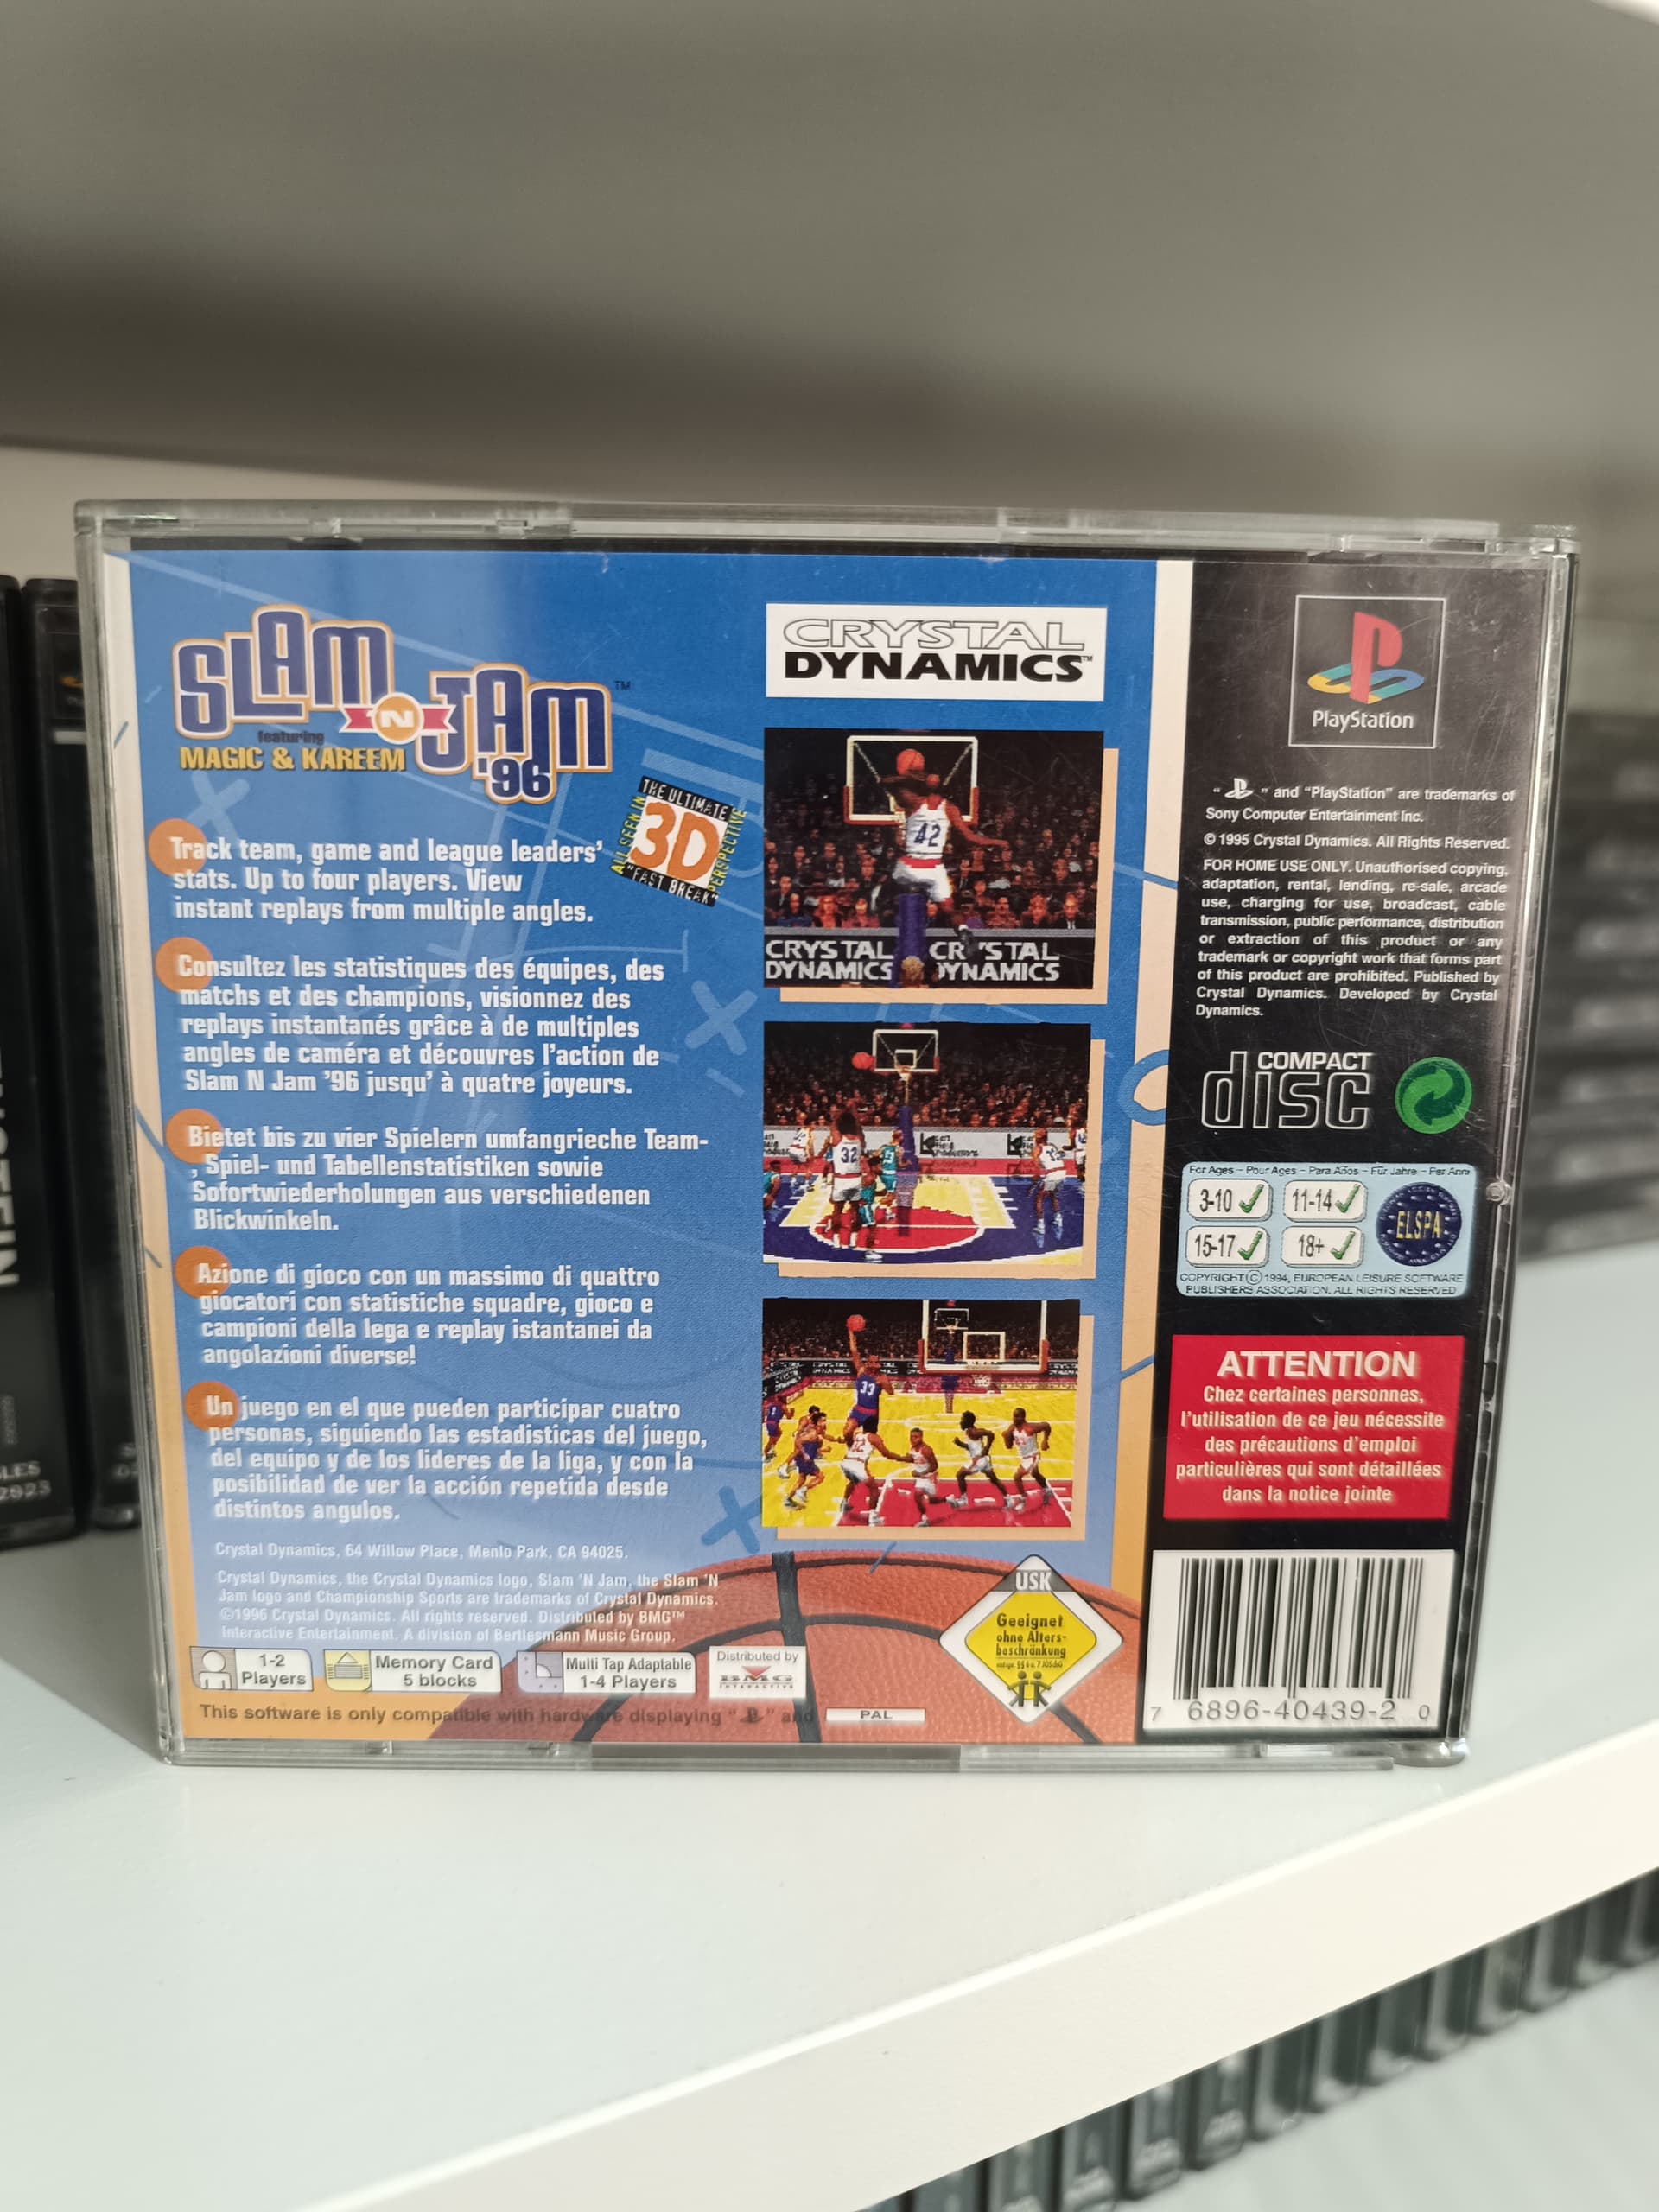 SLAM
'N
JAM
™
'96
featuring
MAGIC & KAREEM
THE ULTIMATE
ALL SEEN IN
3D
PERSPECTIVE
"FAST BREAK"
Track team, game and league leaders'
stats. Up to four players. View
instant replays from multiple angles.
Consultez les statistiques des équipes, des
matchs et des champions, visionnez des
replays instantanés grâce à de multiples
angles de caméra et découvres l'action de
Slam N Jam '96 jusqu' à quatre joyeurs.
Bietet bis zu vier Spielern umfangrieche Team-
, Spiel- und Tabellenstatistiken sowie
Sofortwiederholungen aus verschiedenen
Blickwinkeln.
Azione di gioco con un massimo di quattro
giocatori con statistiche squadre, gioco e
campioni della lega e replay istantanei da
angolazioni diverse!
Un juego en el que pueden participar cuatro
personas, siguiendo las estadisticas del juego,
del equipo y de los lideres de la liga, y con la
posibilidad de ver la acción repetida desde
distintos angulos.
Crystal Dynamics, 64 Willow Place, Menlo Park, CA 94025.
Crystal Dynamics, the Crystal Dynamics logo, Slam 'N Jam, the Slam 'N
Jam logo and Championship Sports are trademarks of Crystal Dynamics.
©1996 Crystal Dynamics. All rights reserved. Distributed by BMG™
Interactive Entertainment. A division of Bertlesmann Music Group.
1-2
Players
Memory Card
5 blocks
Multi Tap Adaptable
1-4 Players
Distributed by
BMG
INTERACTIVE
This software is only compatible with hardware displaying " " and
PAL
CRYSTAL
DYNAMICS™
42
CRYSTAL
DYNAMICS
CRYSTAL
DYNAMICS
32
33
USK
Geeignet
ohne Alters-
beschränkung
PlayStation
" " and "PlayStation" are trademarks of
Sony Computer Entertainment Inc.
© 1995 Crystal Dynamics. All Rights Reserved.
FOR HOME USE ONLY. Unauthorised copying,
adaptation, rental, lending, re-sale, arcade
use, charging for use, broadcast, cable
transmission, public performance, distribution
or extraction of this product or any
trademark or copyright work that forms part
of this product are prohibited. Published by
Crystal Dynamics. Developed by Crystal
Dynamics.
COMPACT
disc
For Ages – Pour Ages – Para Años – Für Jahre – Per Anni
3-10
11-14
15-17
18+
ELSPA
COPYRIGHT © 1994, EUROPEAN LEISURE SOFTWARE
PUBLISHERS ASSOCIATION. ALL RIGHTS RESERVED
ATTENTION
Chez certaines personnes,
l'utilisation de ce jeu nécessite
des précautions d'emploi
particulières qui sont détaillées
dans la notice jointe
7 6896-40439-2 0